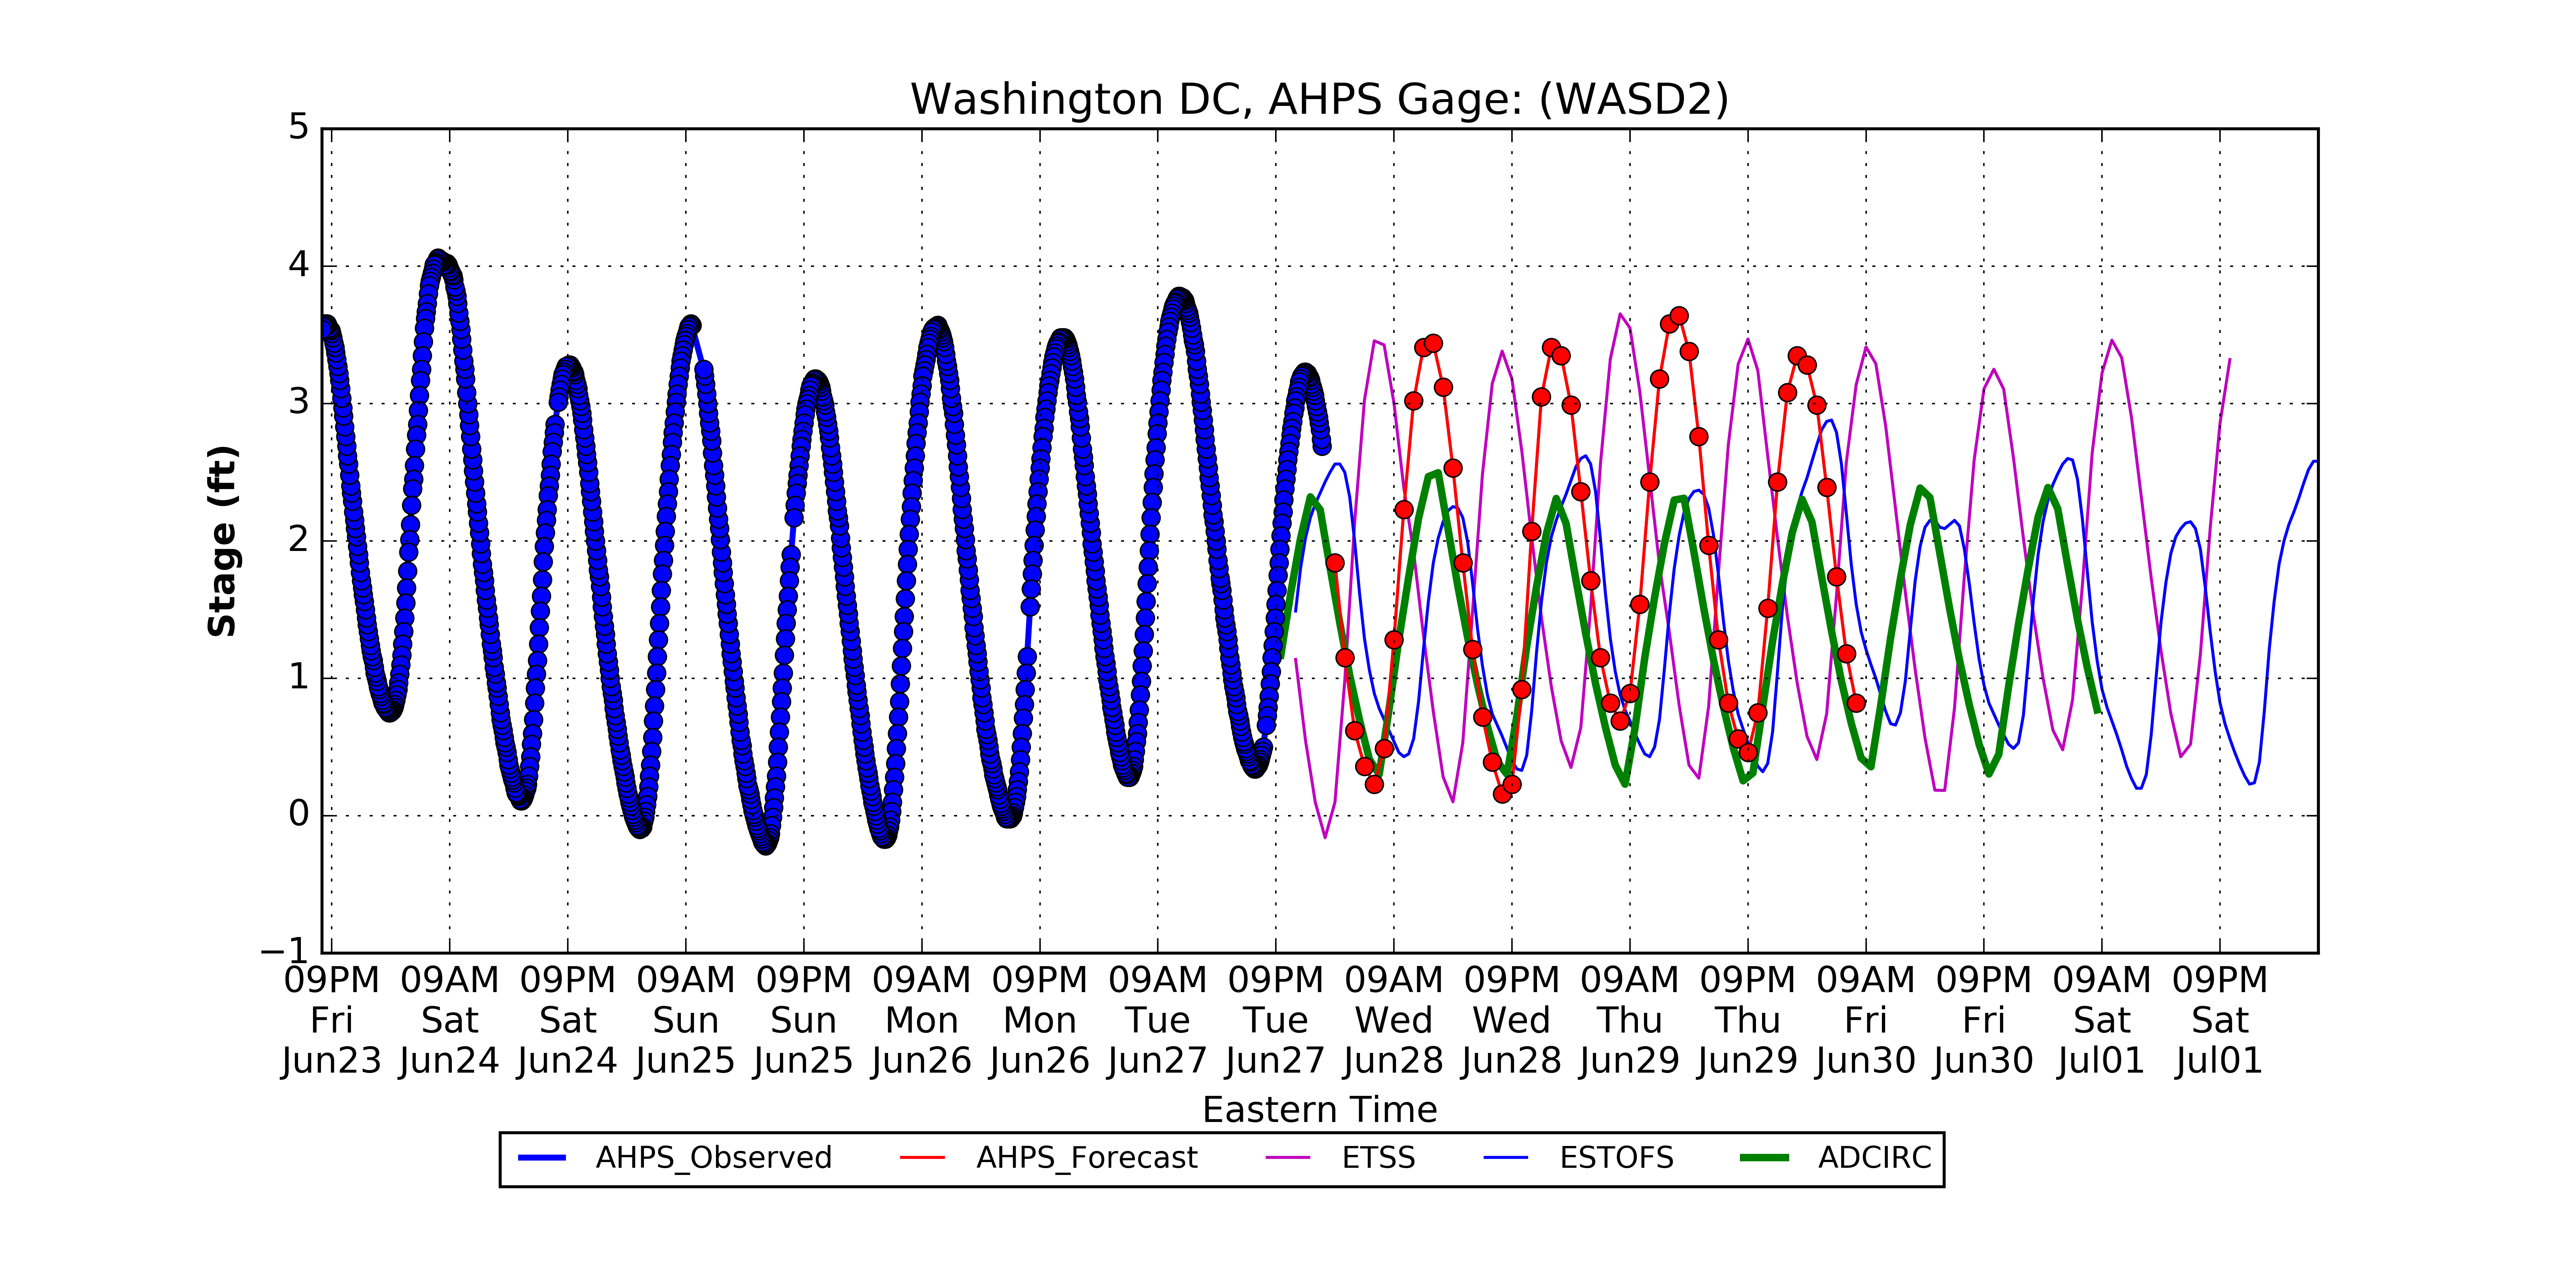 Washington DC, AHPS Gage: (WASD2)
5
4
3
2
1
0
−1
Stage (ft)
09PM 09AM 09PM 09AM 09PM 09AM 09PM 09AM 09PM 09AM 09PM 09AM 09PM 09AM 09PM 09AM 09PM
Fri Sat Sat Sun Sun Mon Mon Tue Tue Wed Wed Thu Thu Fri Fri Sat Sat
Jun23 Jun24 Jun24 Jun25 Jun25 Jun26 Jun26 Jun27 Jun27 Jun28 Jun28 Jun29 Jun29 Jun30 Jun30 Jul01 Jul01
Eastern Time
AHPS_Observed AHPS_Forecast ETSS ESTOFS ADCIRC